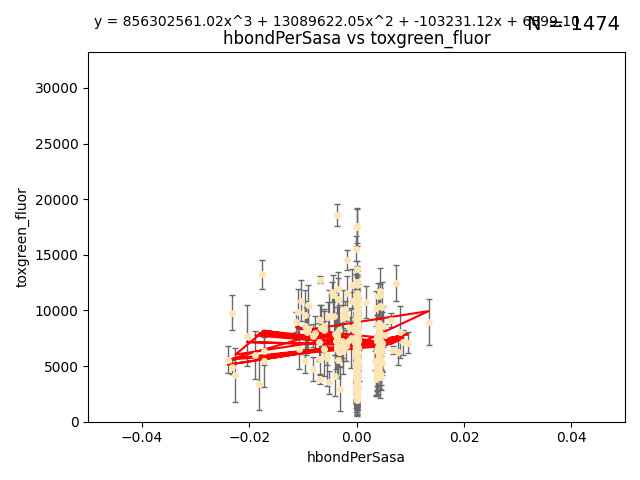 y = 856302561.02x^3 + 13089622.05x^2 + -103231.12x + 6899.10
N = 1474
hbondPerSasa vs toxgreen_fluor
30000
25000
20000
15000
10000
5000
0
toxgreen_fluor
−0.04 −0.02 0.00 0.02 0.04
hbondPerSasa